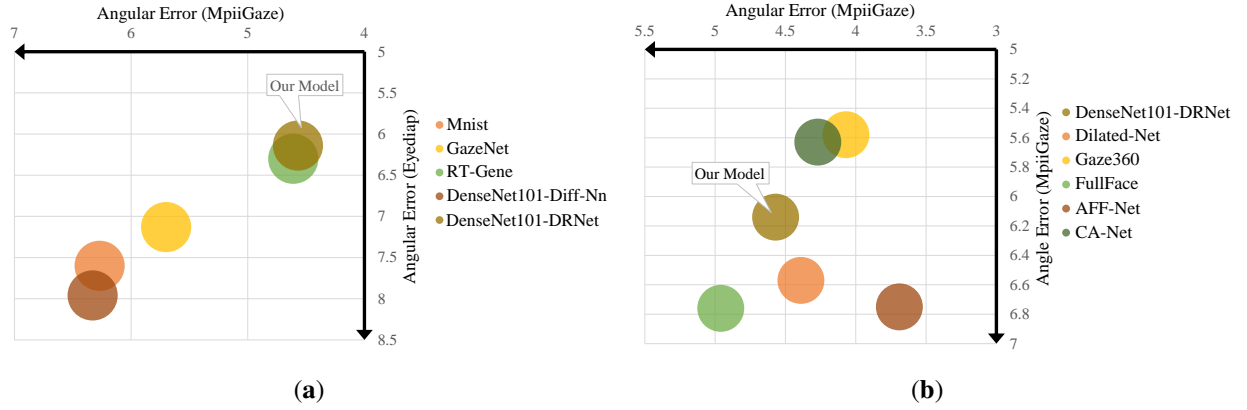 Angular Error (MpiiGaze)
7 6 5 4
5
5.5
6
6.5
7
7.5
8
8.5
Angular Error (Eyediap)
Our Model
Mnist
GazeNet
RT-Gene
DenseNet101-Diff-Nn
DenseNet101-DRNet
(a)
Angular Error (MpiiGaze)
5.5 5 4.5 4 3.5 3
5
5.2
5.4
5.6
5.8
6
6.2
6.4
6.6
6.8
7
Angle Error (MpiiGaze)
Our Model
DenseNet101-DRNet
Dilated-Net
Gaze360
FullFace
AFF-Net
CA-Net
(b)